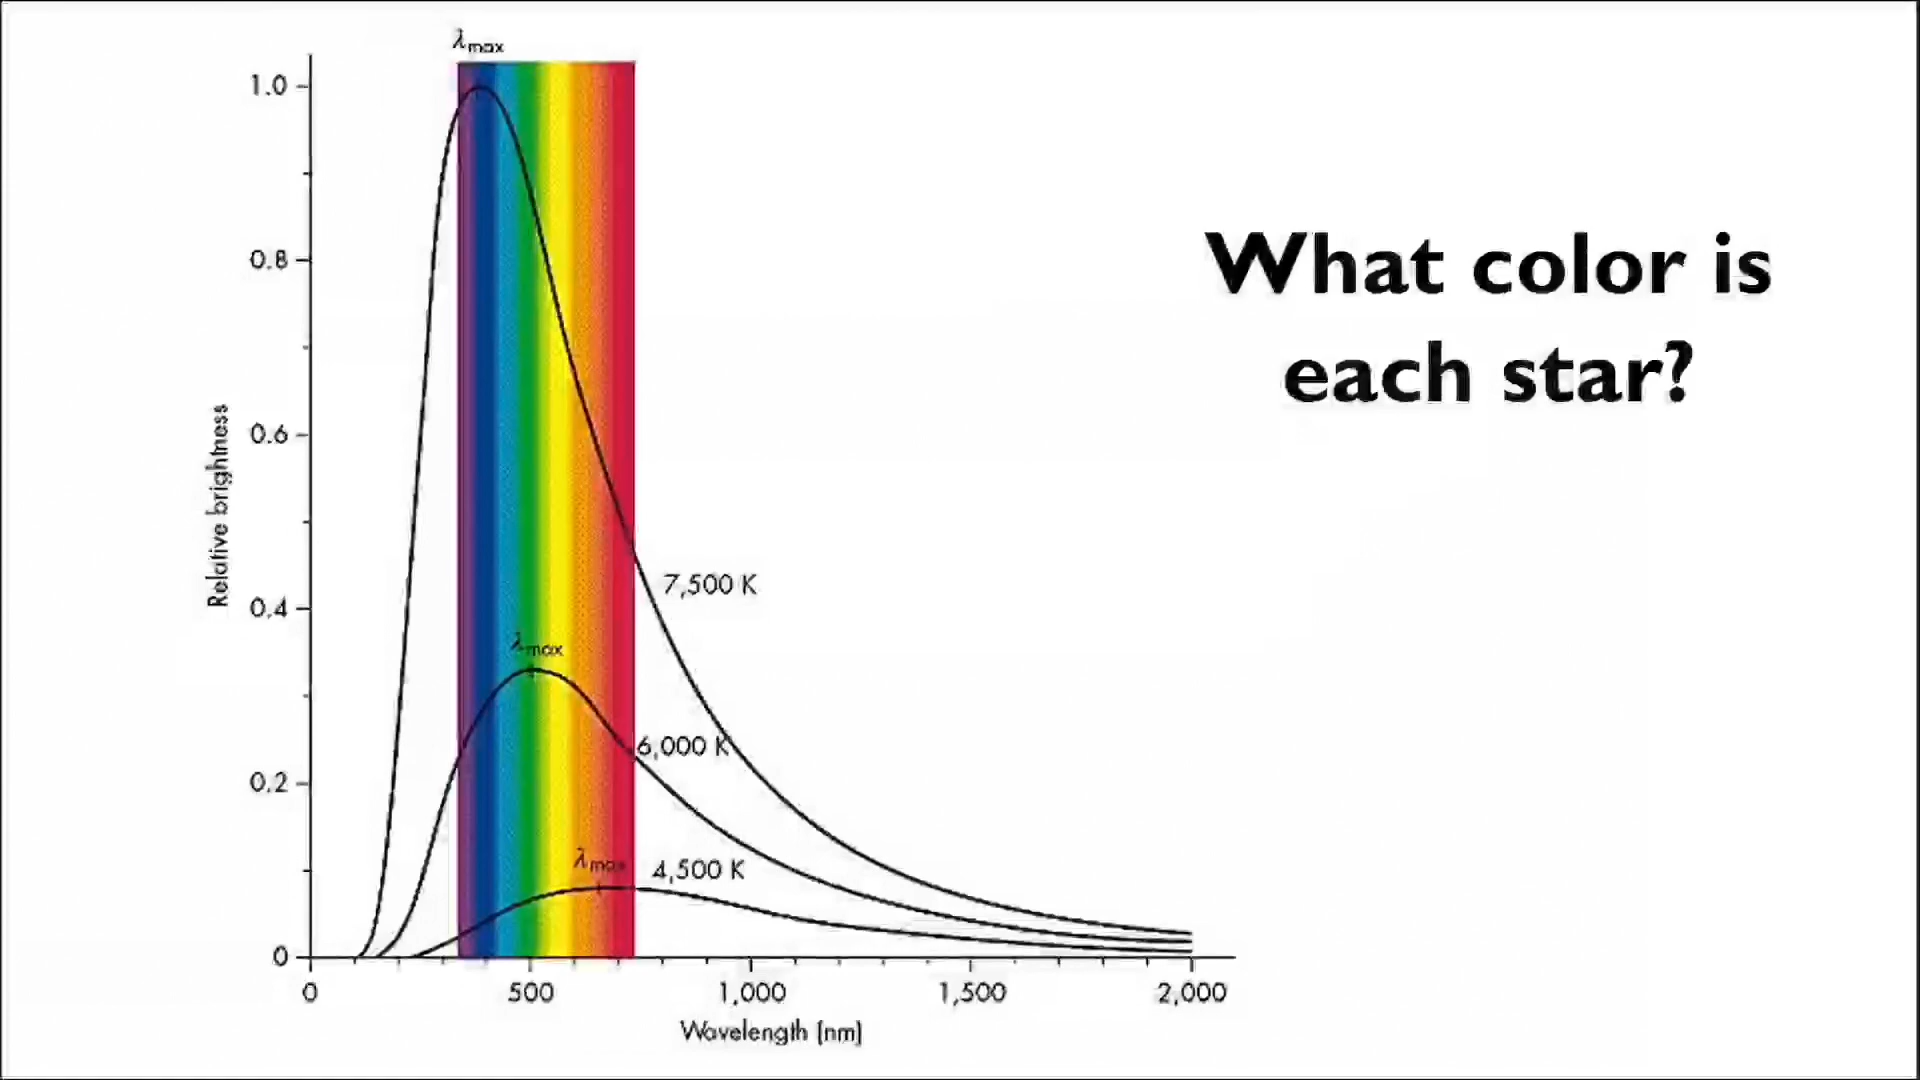 λmax
1.0
0.8
0.6
0.4
0.2
0
Relative brightness
What color is
each star?
7,500 K
λmax
6,000 K
λmax
4,500 K
0
500
1,000
1,500
2,000
Wavelength (nm)